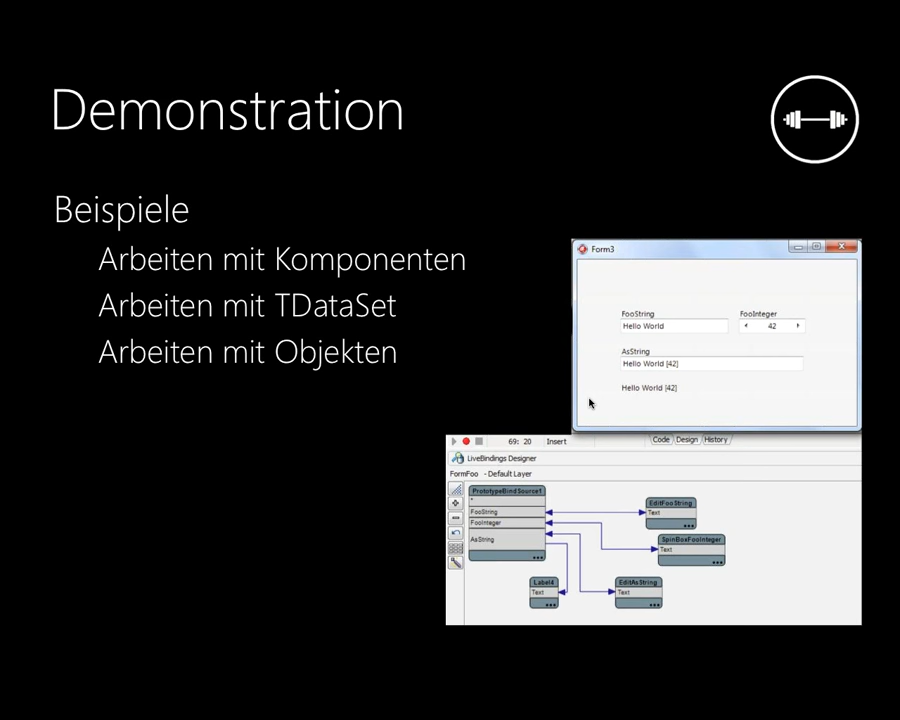 Demonstration
Beispiele
Arbeiten mit Komponenten
Arbeiten mit TDataSet
Arbeiten mit Objekten
Form3
FooString
FooInteger
Hello World
42
AsString
Hello World [42]
Hello World [42]
69: 20
Insert
Code
Design
History
LiveBindings Designer
FormFoo - Default Layer
PrototypeBindSource1
*
FooString
FooInteger
AsString
EditFooString
Text
SpinBoxFooInteger
Text
Label4
Text
EditAsString
Text